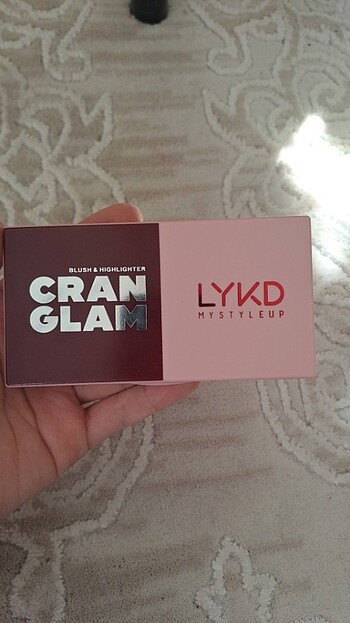 BLUSH & HIGHLIGHTER
CRAN
GLAM
LYKD
MYSTYLEUP